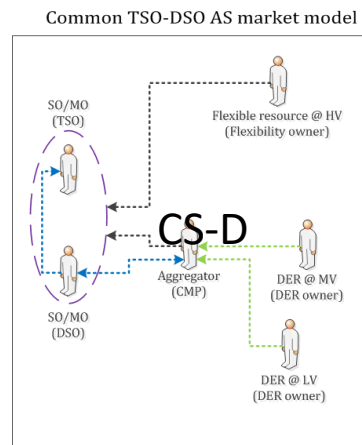 Common TSO-DSO AS market model
SO/MO
(TSO)
Flexible resource @ HV
(Flexibility owner)
CS-D
Aggregator
(CMP)
DER @ MV
(DER owner)
SO/MO
(DSO)
DER @ LV
(DER owner)